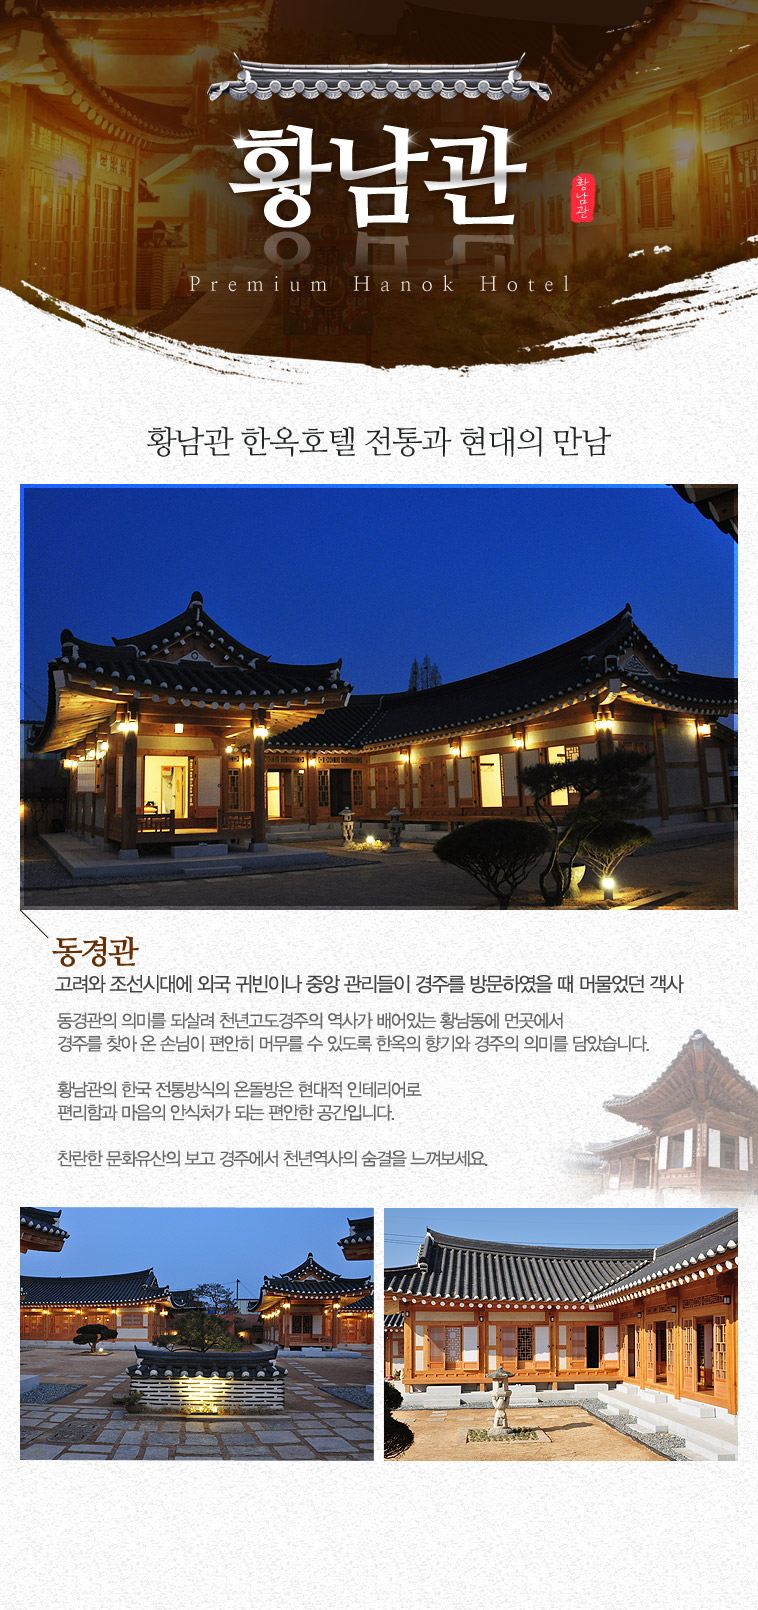 황남관
황남관
Premium Hanok Hotel
황남관 한옥호텔 전통과 현대의 만남
동경관
고려와 조선시대에 외국 귀빈이나 중앙 관리들이 경주를 방문하였을 때 머물었던 객사
동경관의 의미를 되살려 천년고도경주의 역사가 배어있는 황남동에 먼곳에서
경주를 찾아 온 손님이 편안히 머무를 수 있도록 한옥의 향기와 경주의 의미를 담았습니다.
황남관의 한국 전통방식의 온돌방은 현대적 인테리어로
편리함과 마음의 안식처가 되는 편안한 공간입니다.
찬란한 문화유산의 보고 경주에서 천년역사의 숨결을 느껴보세요.